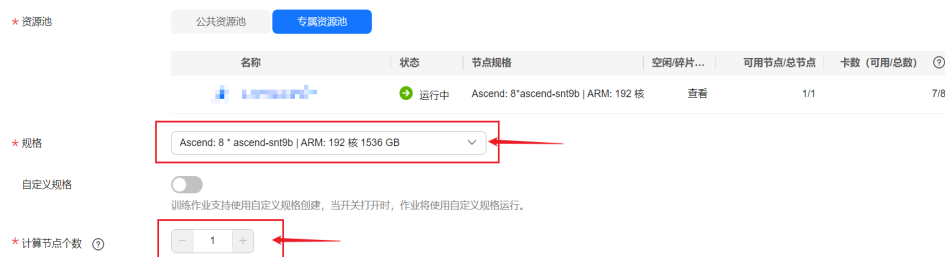 * 资源池 公共资源池 专属资源池
名称 状态 节点规格 空闲/碎片... 可用节点/总节点 卡数（可用/总数） ?
运行中 Ascend: 8*ascend-snt9b | ARM: 192 核 查看 1/1 7/8
* 规格 Ascend: 8 * ascend-snt9b | ARM: 192 核 1536 GB
自定义规格
训练作业支持使用自定义规格创建，当开关打开时，作业将使用自定义规格运行。
* 计算节点个数 ? − 1 +